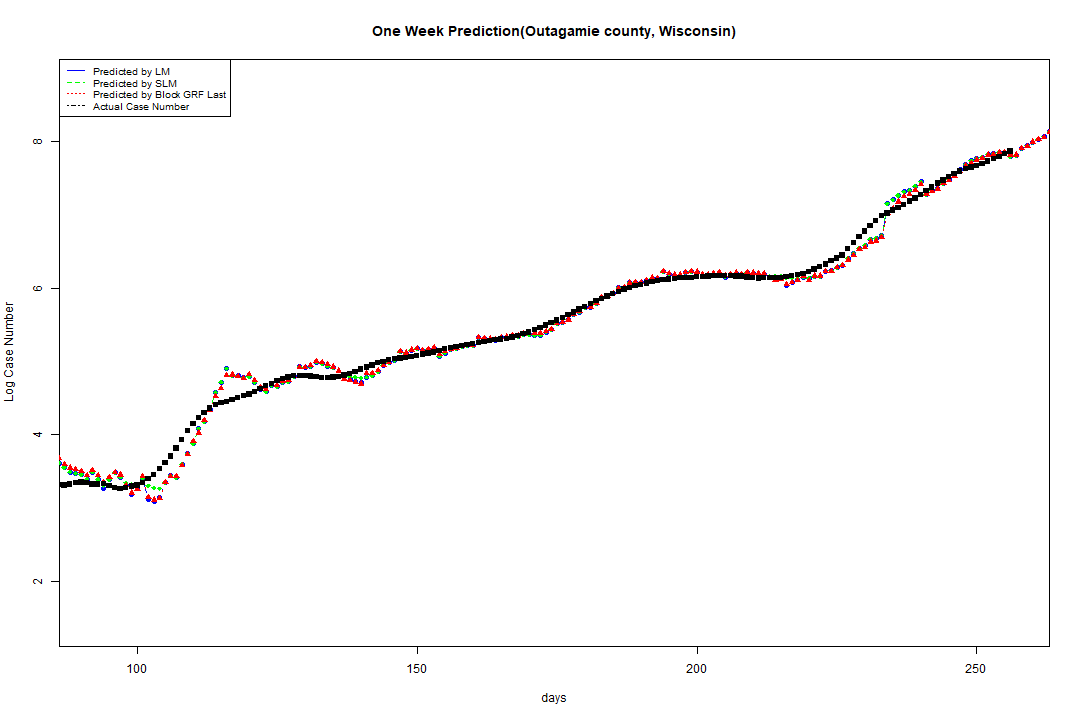 One Week Prediction(Outagamie county, Wisconsin)
Predicted by LM
Predicted by SLM
Predicted by Block GRF Last
Actual Case Number
8
6
4
2
Log Case Number
100 150 200 250
days